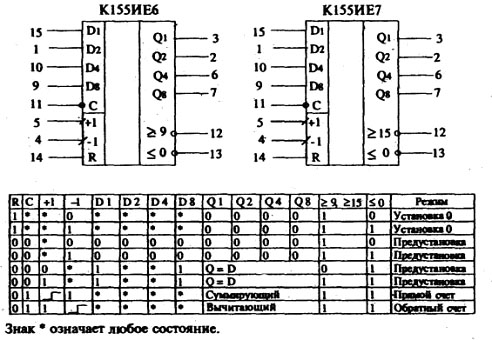 К155ИЕ6 К155ИЕ7
15 D1 Q1 3
1 D2 Q2 2
10 D4 Q4 6
9 D8 Q8 7
11 C
5 +1 ≥ 9 12
4 -1 ≤ 0 13
14 R
15 D1 Q1 3
1 D2 Q2 2
10 D4 Q4 6
9 D8 Q8 7
11 C
5 +1 ≥ 15 12
4 -1 ≤ 0 13
14 R
R C +1 -1 D1 D2 D4 D8 Q1 Q2 Q4 Q8 ≥ 9, ≥15 ≤ 0 Режим
1 * * 0 * * * * 0 0 0 0 1 0 Установка 0
1 * * 1 * * * * 0 0 0 0 1 1 Установка 0
0 0 * 0 0 0 0 0 0 0 0 0 1 0 Предустановка
0 0 * 1 0 0 0 0 0 0 0 0 1 1 Предустановка
0 0 0 * 1 * * 1 Q = D 0 1 Предустановка
0 0 1 * 1 * * 1 Q = D 1 1 Предустановка
0 1 1 * * * * Суммирующий 1 1 Прямой счет
0 1 1 * * * * Вычитающий 1 1 Обратный счет
Знак * означает любое состояние.